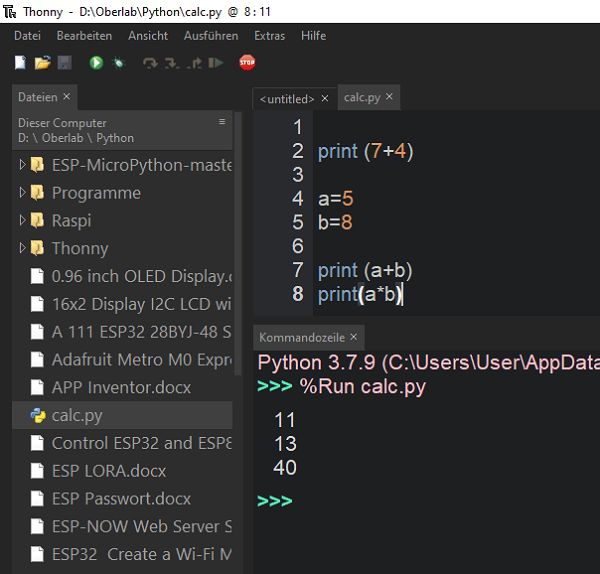 Thonny - D:\Oberlab\Python\calc.py @ 8:11
Datei Bearbeiten Ansicht Ausführen Extras Hilfe
STOP
Dateien ×
Dieser Computer ≡
D: \ Oberlab \ Python
ESP-MicroPython-maste
Programme
Raspi
Thonny
0.96 inch OLED Display.
16x2 Display I2C LCD wi
A 111 ESP32 28BYJ-48 S
Adafruit Metro M0 Expr
APP Inventor.docx
calc.py
Control ESP32 and ESP8
ESP LORA.docx
ESP Passwort.docx
ESP-NOW Web Server S
ESP32 Create a Wi-Fi M
<untitled> × calc.py ×
1
2 print (7+4)
3
4 a=5
5 b=8
6
7 print (a+b)
8 print(a*b)
Kommandozeile ×
Python 3.7.9 (C:\Users\User\AppData
>>> %Run calc.py
11
13
40
>>>